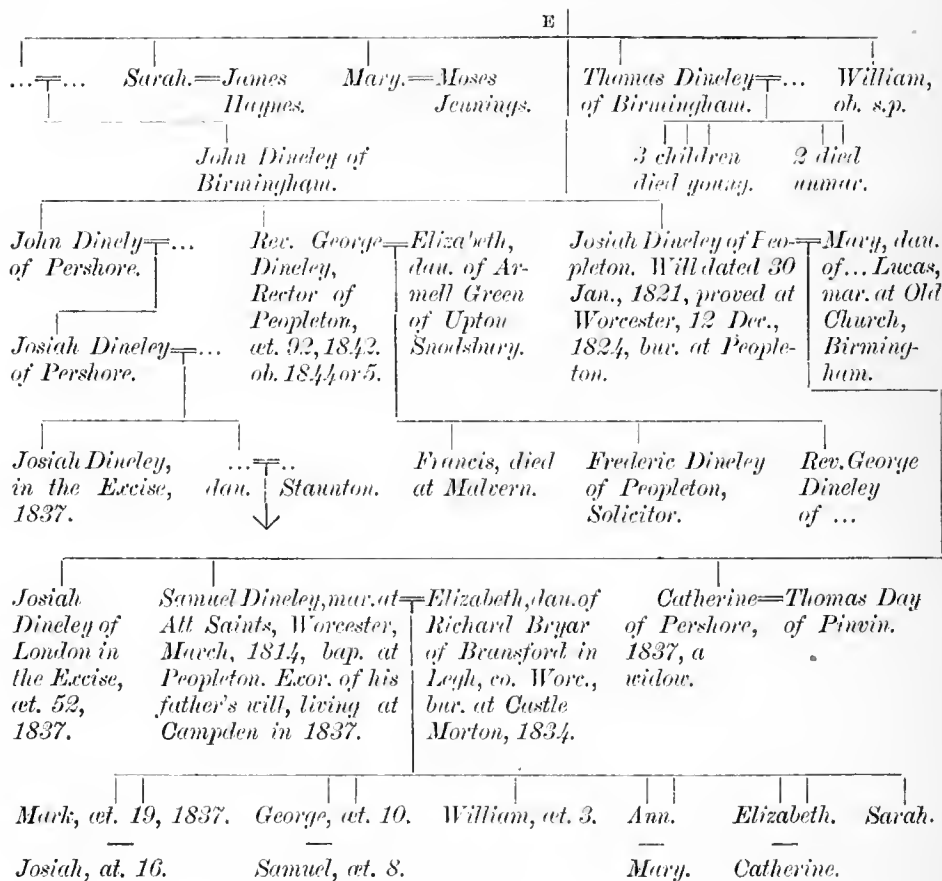 E
...=... Sarah.=James Mary.=Moses Thomas Dineley=... William,
Haynes. Jennings. of Birmingham. ob. s.p.
John Dineley of 3 children 2 died
Birmingham. died young. unmar.
John Dinely=... Rev. George=Elizabeth, Josiah Dineley of Peo-=Mary, dau.
of Pershore. Dineley, dau. of Ar- pleton. Will dated 30 of... Lucas,
Rector of mell Green Jan., 1821, proved at mar. at Old
Peopleton, of Upton Worcester, 12 Dec., Church,
Josiah Dineley=... æt. 92, 1842. Snodsbury. 1824, bur. at People- Birming-
of Pershore. ob. 1844 or 5. ton. ham.
Josiah Dineley, ...=.. Francis, died Frederic Dineley Rev. George
in the Excise, dau. Staunton. at Malvern. of Peopleton, Dineley
1837. Solicitor. of ...
Josiah Samuel Dineley, mar. at=Elizabeth, dau. of Catherine=Thomas Day
Dineley of All Saints, Worcester, Richard Bryar of Pershore, of Pinvin.
London in March, 1814, bap. at of Bransford in 1837, a
the Excise, Peopleton. Exor. of his Legh, co. Worc., widow.
æt. 52, father's will, living at bur. at Castle
1837. Campden in 1837. Morton, 1834.
Mark, æt. 19, 1837. George, æt. 10. William, æt. 3. Ann. Elizabeth. Sarah.
Josiah, æt. 16. Samuel, æt. 8. Mary. Catherine.